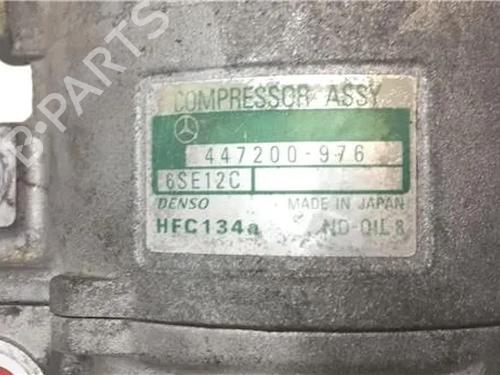 COMPRESSOR ASSY
447200-976
6SE12C
DENSO MADE IN JAPAN
HFC134a ND-OIL 8
B-PARTS